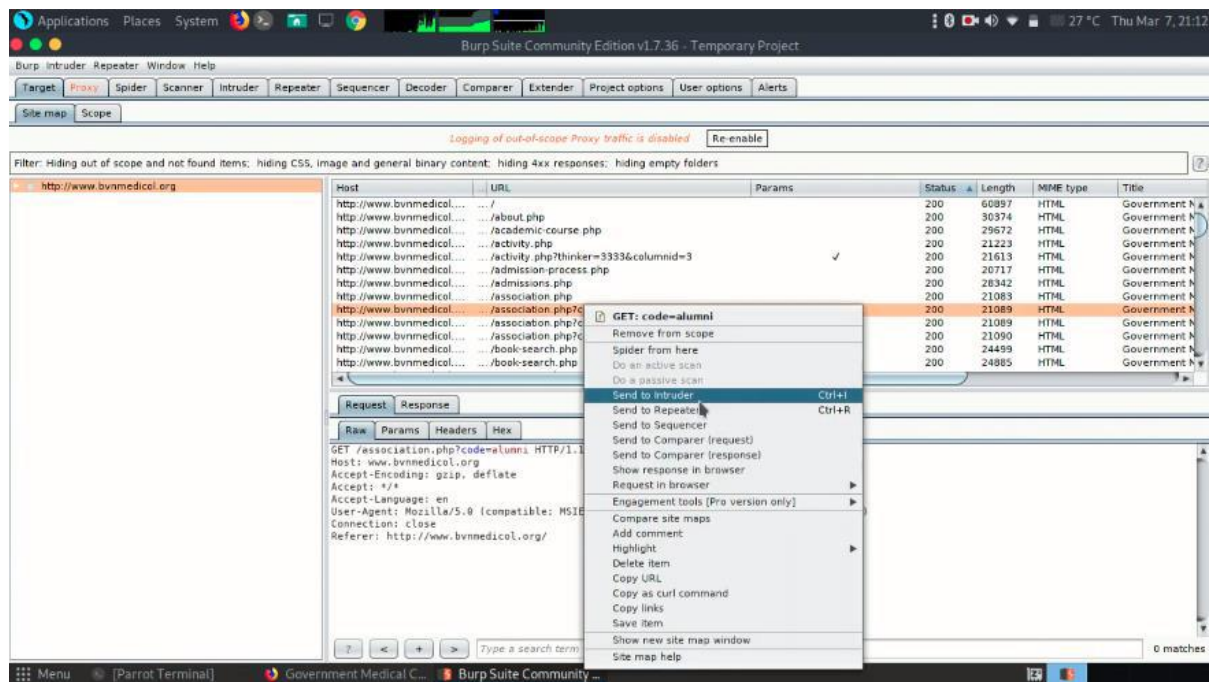 Applications Places System 27 °C Thu Mar 7, 21:12
Burp Suite Community Edition v1.7.36 - Temporary Project
Burp Intruder Repeater Window Help
Target Proxy Spider Scanner Intruder Repeater Sequencer Decoder Comparer Extender Project options User options Alerts
Site map Scope
Logging of out-of-scope Proxy traffic is disabled Re-enable
Filter: Hiding out of scope and not found items; hiding CSS, image and general binary content; hiding 4xx responses; hiding empty folders ?
http://www.bvnmedicol.org
Host ... URL Params Status Length MIME type Title
http://www.bvnmedicol.... ... / 200 60897 HTML Government M
http://www.bvnmedicol.... ... /about.php 200 30374 HTML Government M
http://www.bvnmedicol.... ... /academic-course.php 200 29672 HTML Government M
http://www.bvnmedicol.... ... /activity.php 200 21223 HTML Government M
http://www.bvnmedicol.... ... /activity.php?thinker=3333&columnid=3 ✓ 200 21613 HTML Government M
http://www.bvnmedicol.... ... /admission-process.php 200 20717 HTML Government M
http://www.bvnmedicol.... ... /admissions.php 200 28342 HTML Government M
http://www.bvnmedicol.... ... /association.php 200 21083 HTML Government M
http://www.bvnmedicol.... ... /association.php?c 200 21089 HTML Government M
http://www.bvnmedicol.... ... /association.php?c 200 21089 HTML Government M
http://www.bvnmedicol.... ... /association.php?c 200 21090 HTML Government M
http://www.bvnmedicol.... ... /book-search.php 200 24499 HTML Government M
http://www.bvnmedicol.... ... /book-search.php 200 24885 HTML Government M
GET: code=alumni
Remove from scope
Spider from here
Do an active scan
Do a passive scan
Send to Intruder Ctrl+I
Send to Repeater Ctrl+R
Send to Sequencer
Send to Comparer (request)
Send to Comparer (response)
Show response in browser
Request in browser
Engagement tools [Pro version only]
Compare site maps
Add comment
Highlight
Delete item
Copy URL
Copy as curl command
Copy links
Save item
Show new site map window
Site map help
Request Response
Raw Params Headers Hex
GET /association.php?code=alumni HTTP/1.1
Host: www.bvnmedicol.org
Accept-Encoding: gzip, deflate
Accept: */*
Accept-Language: en
User-Agent: Mozilla/5.0 (compatible; MSIE )
Connection: close
Referer: http://www.bvnmedicol.org/
? < + > Type a search term 0 matches
Menu [Parrot Terminal] Government Medical C... Burp Suite Community ...